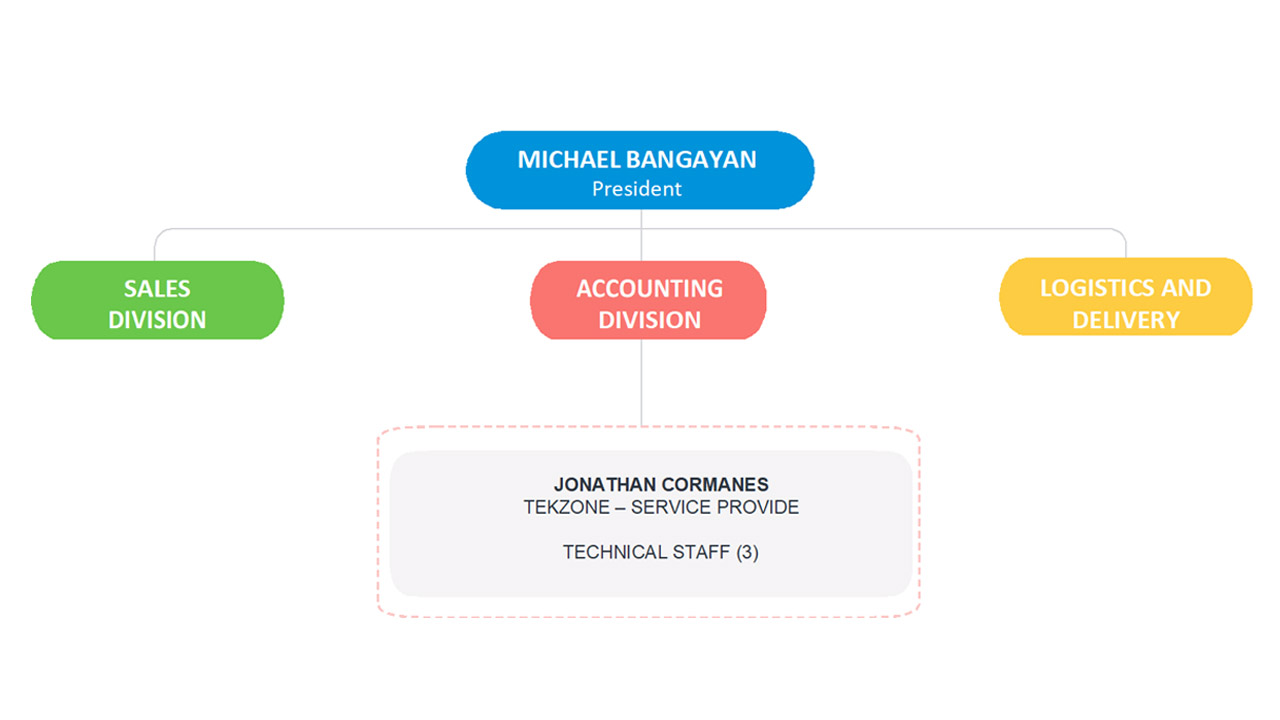 MICHAEL BANGAYAN
President
SALES
DIVISION
ACCOUNTING
DIVISION
LOGISTICS AND
DELIVERY
JONATHAN CORMANES
TEKZONE – SERVICE PROVIDE
TECHNICAL STAFF (3)